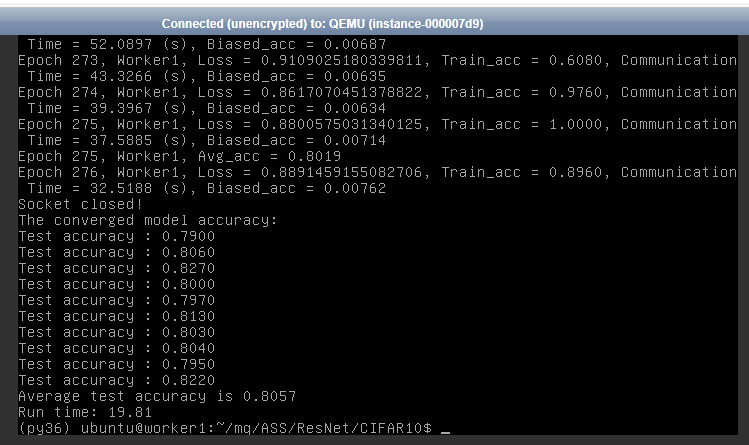 Connected (unencrypted) to: QEMU (instance-000007d9)
Time = 52.0897 (s), Biased_acc = 0.00687
Epoch 273, Worker1, Loss = 0.9109025180339811, Train_acc = 0.6080, Communication
Time = 43.3266 (s), Biased_acc = 0.00635
Epoch 274, Worker1, Loss = 0.8617070451378822, Train_acc = 0.9760, Communication
Time = 39.3967 (s), Biased_acc = 0.00634
Epoch 275, Worker1, Loss = 0.8800575031340125, Train_acc = 1.0000, Communication
Time = 37.5885 (s), Biased_acc = 0.00714
Epoch 275, Worker1, Avg_acc = 0.8019
Epoch 276, Worker1, Loss = 0.8891459155082706, Train_acc = 0.8960, Communication
Time = 32.5188 (s), Biased_acc = 0.00762
Socket closed!
The converged model accuracy:
Test accuracy : 0.7900
Test accuracy : 0.8060
Test accuracy : 0.8270
Test accuracy : 0.8000
Test accuracy : 0.7970
Test accuracy : 0.8130
Test accuracy : 0.8030
Test accuracy : 0.8040
Test accuracy : 0.7950
Test accuracy : 0.8220
Average test accuracy is 0.8057
Run time: 19.81
(py36) ubuntu@worker1:~/mq/ASS/ResNet/CIFAR10$ _